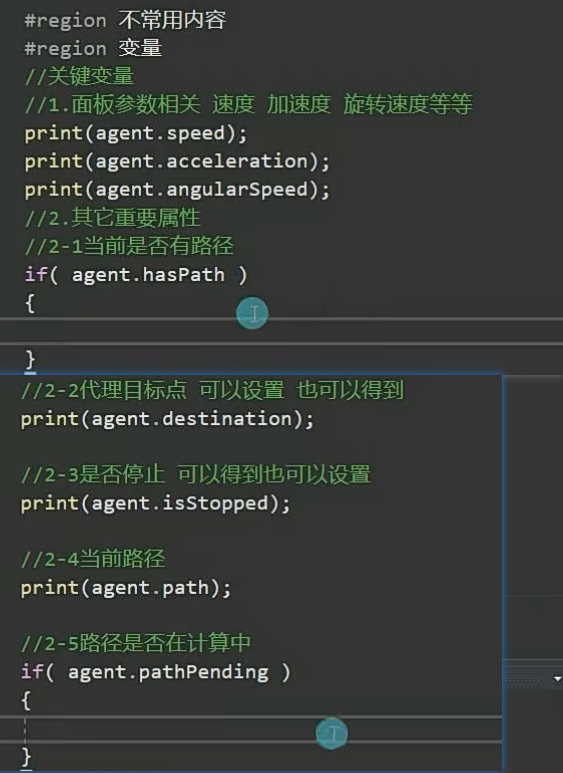 #region 不常用内容
#region 变量
//关键变量
//1.面板参数相关 速度 加速度 旋转速度等等
print(agent.speed);
print(agent.acceleration);
print(agent.angularSpeed);
//2.其它重要属性
//2-1当前是否有路径
if( agent.hasPath )
{
}
//2-2代理目标点 可以设置 也可以得到
print(agent.destination);
//2-3是否停止 可以得到也可以设置
print(agent.isStopped);
//2-4当前路径
print(agent.path);
//2-5路径是否在计算中
if( agent.pathPending )
{
}